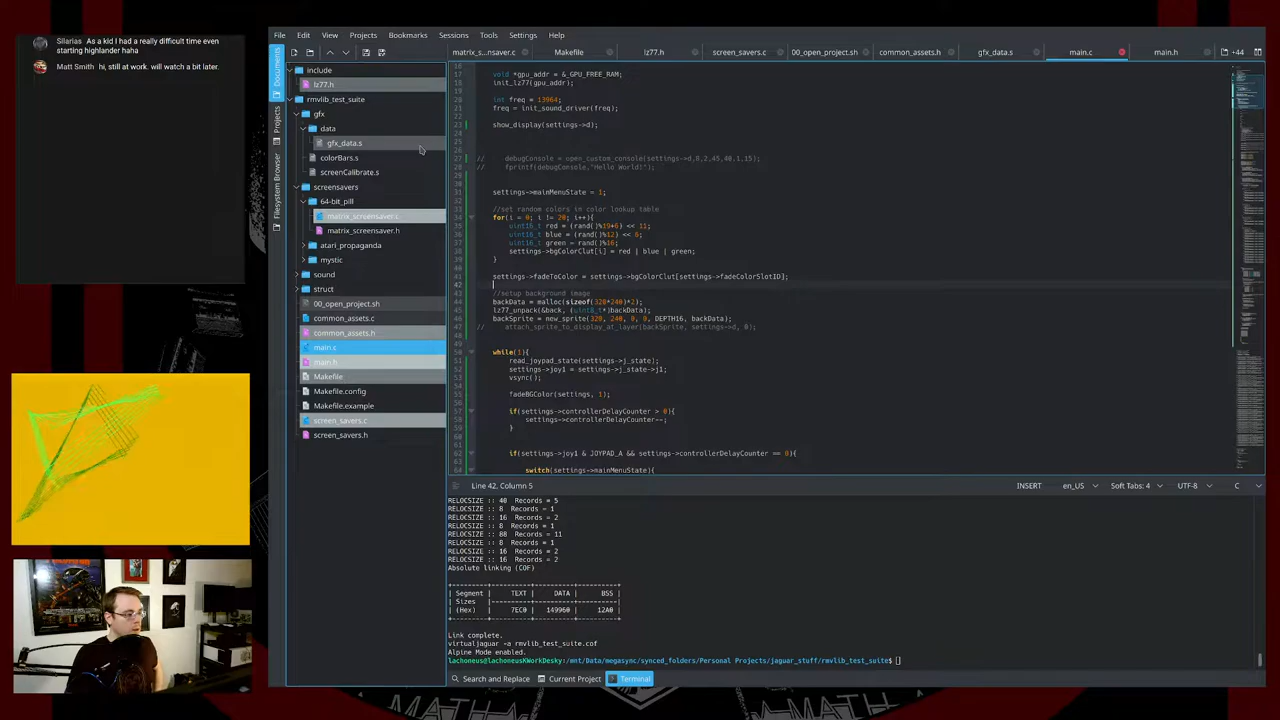 Silarias As a kid I had a really difficult time even
starting highlander haha
Matt Smith hi, still at work. will watch a bit later.
File Edit View Projects Bookmarks Sessions Tools Settings Help
matrix_s...nsaver.c Makefile lz77.h screen_savers.c 00_open_project.sh common_assets.h gfx_data.s main.c main.h +44
Documents
Projects
Filesystem Browser
include
lz77.h
rmvlib_test_suite
gfx
data
gfx_data.s
colorBars.s
screenCalibrate.s
screensavers
64-bit_pill
matrix_screensaver.c
matrix_screensaver.h
atari_propaganda
mystic
sound
struct
00_open_project.sh
common_assets.c
common_assets.h
main.c
main.h
Makefile
Makefile.config
Makefile.example
screen_savers.c
screen_savers.h
void *gpu_addr = &_GPU_FREE_RAM;
init_lz77(gpu_addr);
int freq = 13964;
freq = init_sound_driver(freq);
show_display(settings->d);
// debugConsole = open_custom_console(settings->d,0,2,45,40,1,15);
// fprintf(debugConsole,"Hello World!");
settings->mainMenuState = 1;
//set random colors in color lookup table
for(i = 0; i != 20; i++){
uint16_t red = (rand()%19+6) << 11;
uint16_t blue = (rand()%12) << 6;
uint16_t green = rand()%16;
settings->bgColorClut[i] = red | blue | green;
}
settings->fadeToColor = settings->bgColorClut[settings->fadeColorSlotID];
//setup background image
backData = malloc(sizeof(320*240)*2);
lz77_unpack(&back, (uint8_t*)backData);
backSprite = new_sprite(320, 240, 0, 0, DEPTH16, backData);
// attach_sprite_to_display_at_layer(backSprite, settings->d, 0);
while(1){
read_joypad_state(settings->j_state);
settings->joy1 = settings->j_state->j1;
vsync();
fadeBGColor(settings, 1);
if(settings->controllerDelayCounter > 0){
settings->controllerDelayCounter--;
}
if(settings->joy1 & JOYPAD_A && settings->controllerDelayCounter == 0){
switch(settings->mainMenuState){
Line 42, Column 5 INSERT en_US Soft Tabs: 4 UTF-8 C
RELOCSIZE :: 40 Records = 5
RELOCSIZE :: 8 Records = 1
RELOCSIZE :: 16 Records = 2
RELOCSIZE :: 8 Records = 1
RELOCSIZE :: 88 Records = 11
RELOCSIZE :: 8 Records = 1
RELOCSIZE :: 16 Records = 2
RELOCSIZE :: 16 Records = 2
Absolute linking (COF)
| Segment | TEXT | DATA | BSS |
| Sizes |
| (Hex) | 7EC0 | 149960 | 12A0 |
Link complete.
virtualjaguar -a rmvlib_test_suite.cof
Alpine Mode enabled.
lachoneus@lachoneusKWorkDesky:/mnt/Data/megasync/synced_folders/Personal Projects/jaguar_stuff/rmvlib_test_suite$
Search and Replace Current Project Terminal